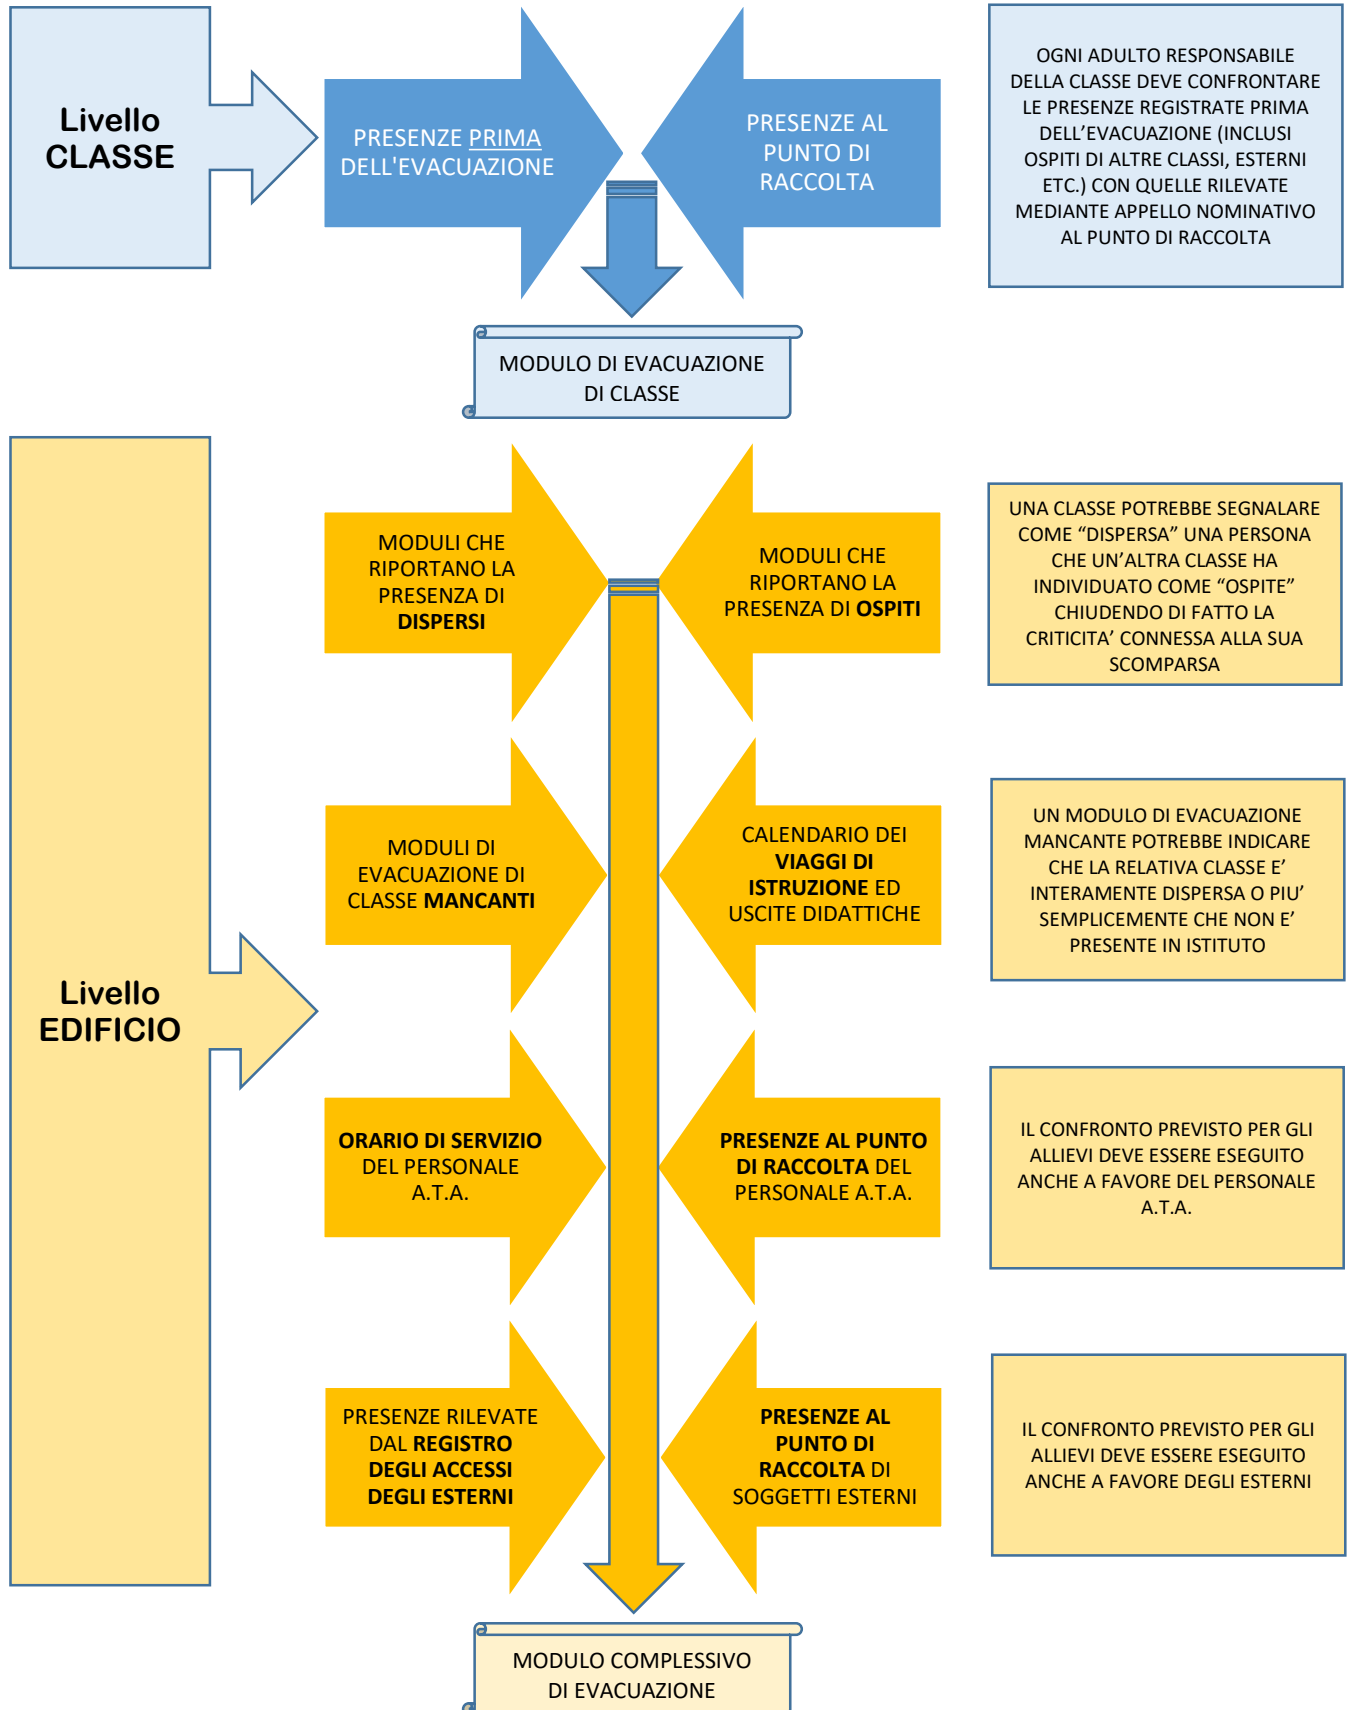 Livello
CLASSE
PRESENZE PRIMA
DELL'EVACUAZIONE
PRESENZE AL
PUNTO DI
RACCOLTA
OGNI ADULTO RESPONSABILE
DELLA CLASSE DEVE CONFRONTARE
LE PRESENZE REGISTRATE PRIMA
DELL’EVACUAZIONE (INCLUSI
OSPITI DI ALTRE CLASSI, ESTERNI
ETC.) CON QUELLE RILEVATE
MEDIANTE APPELLO NOMINATIVO
AL PUNTO DI RACCOLTA
MODULO DI EVACUAZIONE
DI CLASSE
Livello
EDIFICIO
MODULI CHE
RIPORTANO LA
PRESENZA DI
DISPERSI
MODULI CHE
RIPORTANO LA
PRESENZA DI OSPITI
UNA CLASSE POTREBBE SEGNALARE
COME “DISPERSA” UNA PERSONA
CHE UN’ALTRA CLASSE HA
INDIVIDUATO COME “OSPITE”
CHIUDENDO DI FATTO LA
CRITICITA’ CONNESSA ALLA SUA
SCOMPARSA
MODULI DI
EVACUAZIONE DI
CLASSE MANCANTI
CALENDARIO DEI
VIAGGI DI
ISTRUZIONE ED
USCITE DIDATTICHE
UN MODULO DI EVACUAZIONE
MANCANTE POTREBBE INDICARE
CHE LA RELATIVA CLASSE E’
INTERAMENTE DISPERSA O PIU’
SEMPLICEMENTE CHE NON E’
PRESENTE IN ISTITUTO
ORARIO DI SERVIZIO
DEL PERSONALE
A.T.A.
PRESENZE AL PUNTO
DI RACCOLTA DEL
PERSONALE A.T.A.
IL CONFRONTO PREVISTO PER GLI
ALLIEVI DEVE ESSERE ESEGUITO
ANCHE A FAVORE DEL PERSONALE
A.T.A.
PRESENZE RILEVATE
DAL REGISTRO
DEGLI ACCESSI
DEGLI ESTERNI
PRESENZE AL
PUNTO DI
RACCOLTA DI
SOGGETTI ESTERNI
IL CONFRONTO PREVISTO PER GLI
ALLIEVI DEVE ESSERE ESEGUITO
ANCHE A FAVORE DEGLI ESTERNI
MODULO COMPLESSIVO
DI EVACUAZIONE